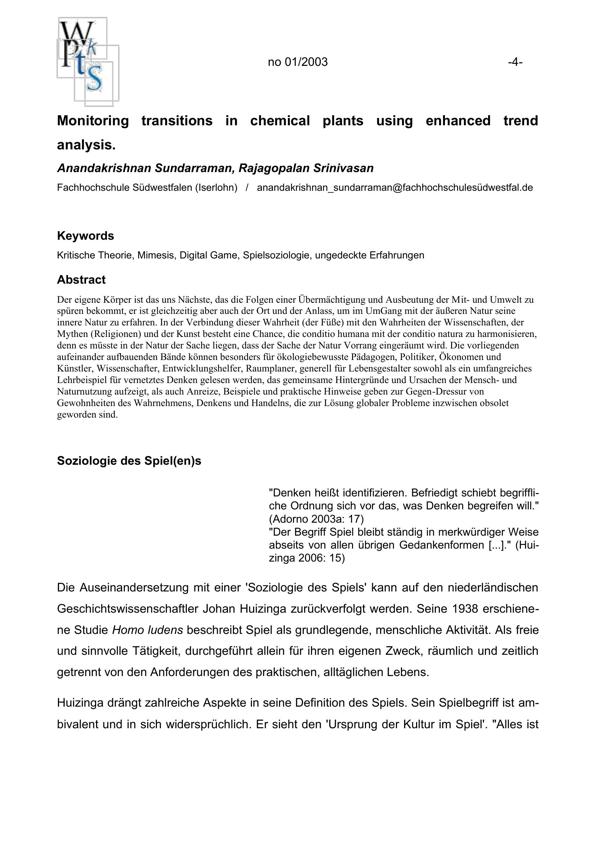 W
Pkts
no 01/2003 -4-
Monitoring transitions in chemical plants using enhanced trend
analysis.
Anandakrishnan Sundarraman, Rajagopalan Srinivasan
Fachhochschule Südwestfalen (Iserlohn) / anandakrishnan_sundarraman@fachhochschulesüdwestfal.de
Keywords
Kritische Theorie, Mimesis, Digital Game, Spielsoziologie, ungedeckte Erfahrungen
Abstract
Der eigene Körper ist das uns Nächste, das die Folgen einer Übermächtigung und Ausbeutung der Mit- und Umwelt zu
spüren bekommt, er ist gleichzeitig aber auch der Ort und der Anlass, um im UmGang mit der äußeren Natur seine
innere Natur zu erfahren. In der Verbindung dieser Wahrheit (der Füße) mit den Wahrheiten der Wissenschaften, der
Mythen (Religionen) und der Kunst besteht eine Chance, die conditio humana mit der conditio natura zu harmonisieren,
denn es müsste in der Natur der Sache liegen, dass der Sache der Natur Vorrang eingeräumt wird. Die vorliegenden
aufeinander aufbauenden Bände können besonders für ökologiebewusste Pädagogen, Politiker, Ökonomen und
Künstler, Wissenschafter, Entwicklungshelfer, Raumplaner, generell für Lebensgestalter sowohl als ein umfangreiches
Lehrbeispiel für vernetztes Denken gelesen werden, das gemeinsame Hintergründe und Ursachen der Mensch- und
Naturnutzung aufzeigt, als auch Anreize, Beispiele und praktische Hinweise geben zur Gegen-Dressur von
Gewohnheiten des Wahrnehmens, Denkens und Handelns, die zur Lösung globaler Probleme inzwischen obsolet
geworden sind.
Soziologie des Spiel(en)s
"Denken heißt identifizieren. Befriedigt schiebt begriffli-
che Ordnung sich vor das, was Denken begreifen will."
(Adorno 2003a: 17)
"Der Begriff Spiel bleibt ständig in merkwürdiger Weise
abseits von allen übrigen Gedankenformen [...]." (Hui-
zinga 2006: 15)
Die Auseinandersetzung mit einer 'Soziologie des Spiels' kann auf den niederländischen
Geschichtswissenschaftler Johan Huizinga zurückverfolgt werden. Seine 1938 erschiene-
ne Studie Homo ludens beschreibt Spiel als grundlegende, menschliche Aktivität. Als freie
und sinnvolle Tätigkeit, durchgeführt allein für ihren eigenen Zweck, räumlich und zeitlich
getrennt von den Anforderungen des praktischen, alltäglichen Lebens.
Huizinga drängt zahlreiche Aspekte in seine Definition des Spiels. Sein Spielbegriff ist am-
bivalent und in sich widersprüchlich. Er sieht den 'Ursprung der Kultur im Spiel'. "Alles ist